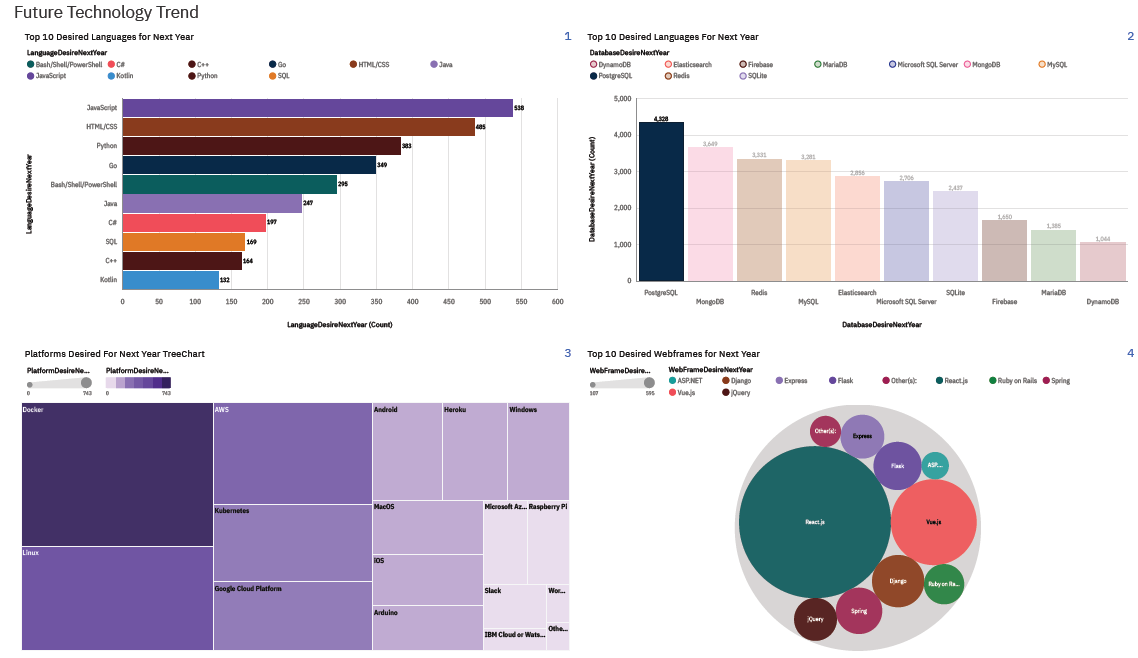 Future Technology Trend
Top 10 Desired Languages for Next Year
1
LanguageDesireNextYear
Bash/Shell/PowerShell C# C++ Go HTML/CSS Java
JavaScript Kotlin Python SQL
LanguageDesireNextYear
JavaScript 538
HTML/CSS 485
Python 383
Go 349
Bash/Shell/PowerShell 295
Java 247
C# 197
SQL 169
C++ 164
Kotlin 132
0 50 100 150 200 250 300 350 400 450 500 550 600
LanguageDesireNextYear (Count)
Top 10 Desired Languages For Next Year
2
DatabaseDesireNextYear
DynamoDB Elasticsearch Firebase MariaDB Microsoft SQL Server MongoDB MySQL
PostgreSQL Redis SQLite
DatabaseDesireNextYear (Count)
5,000
4,000
3,000
2,000
1,000
0
4,328
3,649
3,331
3,281
2,856
2,706
2,437
1,650
1,385
1,044
PostgreSQL Redis Elasticsearch SQLite MariaDB
MongoDB MySQL Microsoft SQL Server Firebase DynamoDB
DatabaseDesireNextYear
Platforms Desired For Next Year TreeChart
3
PlatformDesireNe... PlatformDesireNe...
0 743 0 743
Docker
Linux
AWS
Kubernetes
Google Cloud Platform
Android Heroku Windows
MacOS
iOS
Arduino
Microsoft Az... Raspberry Pi
Slack Wor...
IBM Cloud or Wats... Othe...
Top 10 Desired Webframes for Next Year
4
WebFrameDesire... WebFrameDesireNextYear
107 595
ASP.NET Django Express Flask Other(s): React.js Ruby on Rails Spring
Vue.js jQuery
Other(s): Express
Flask ASP....
React.js Vue.js
Django Ruby on Ra...
jQuery Spring